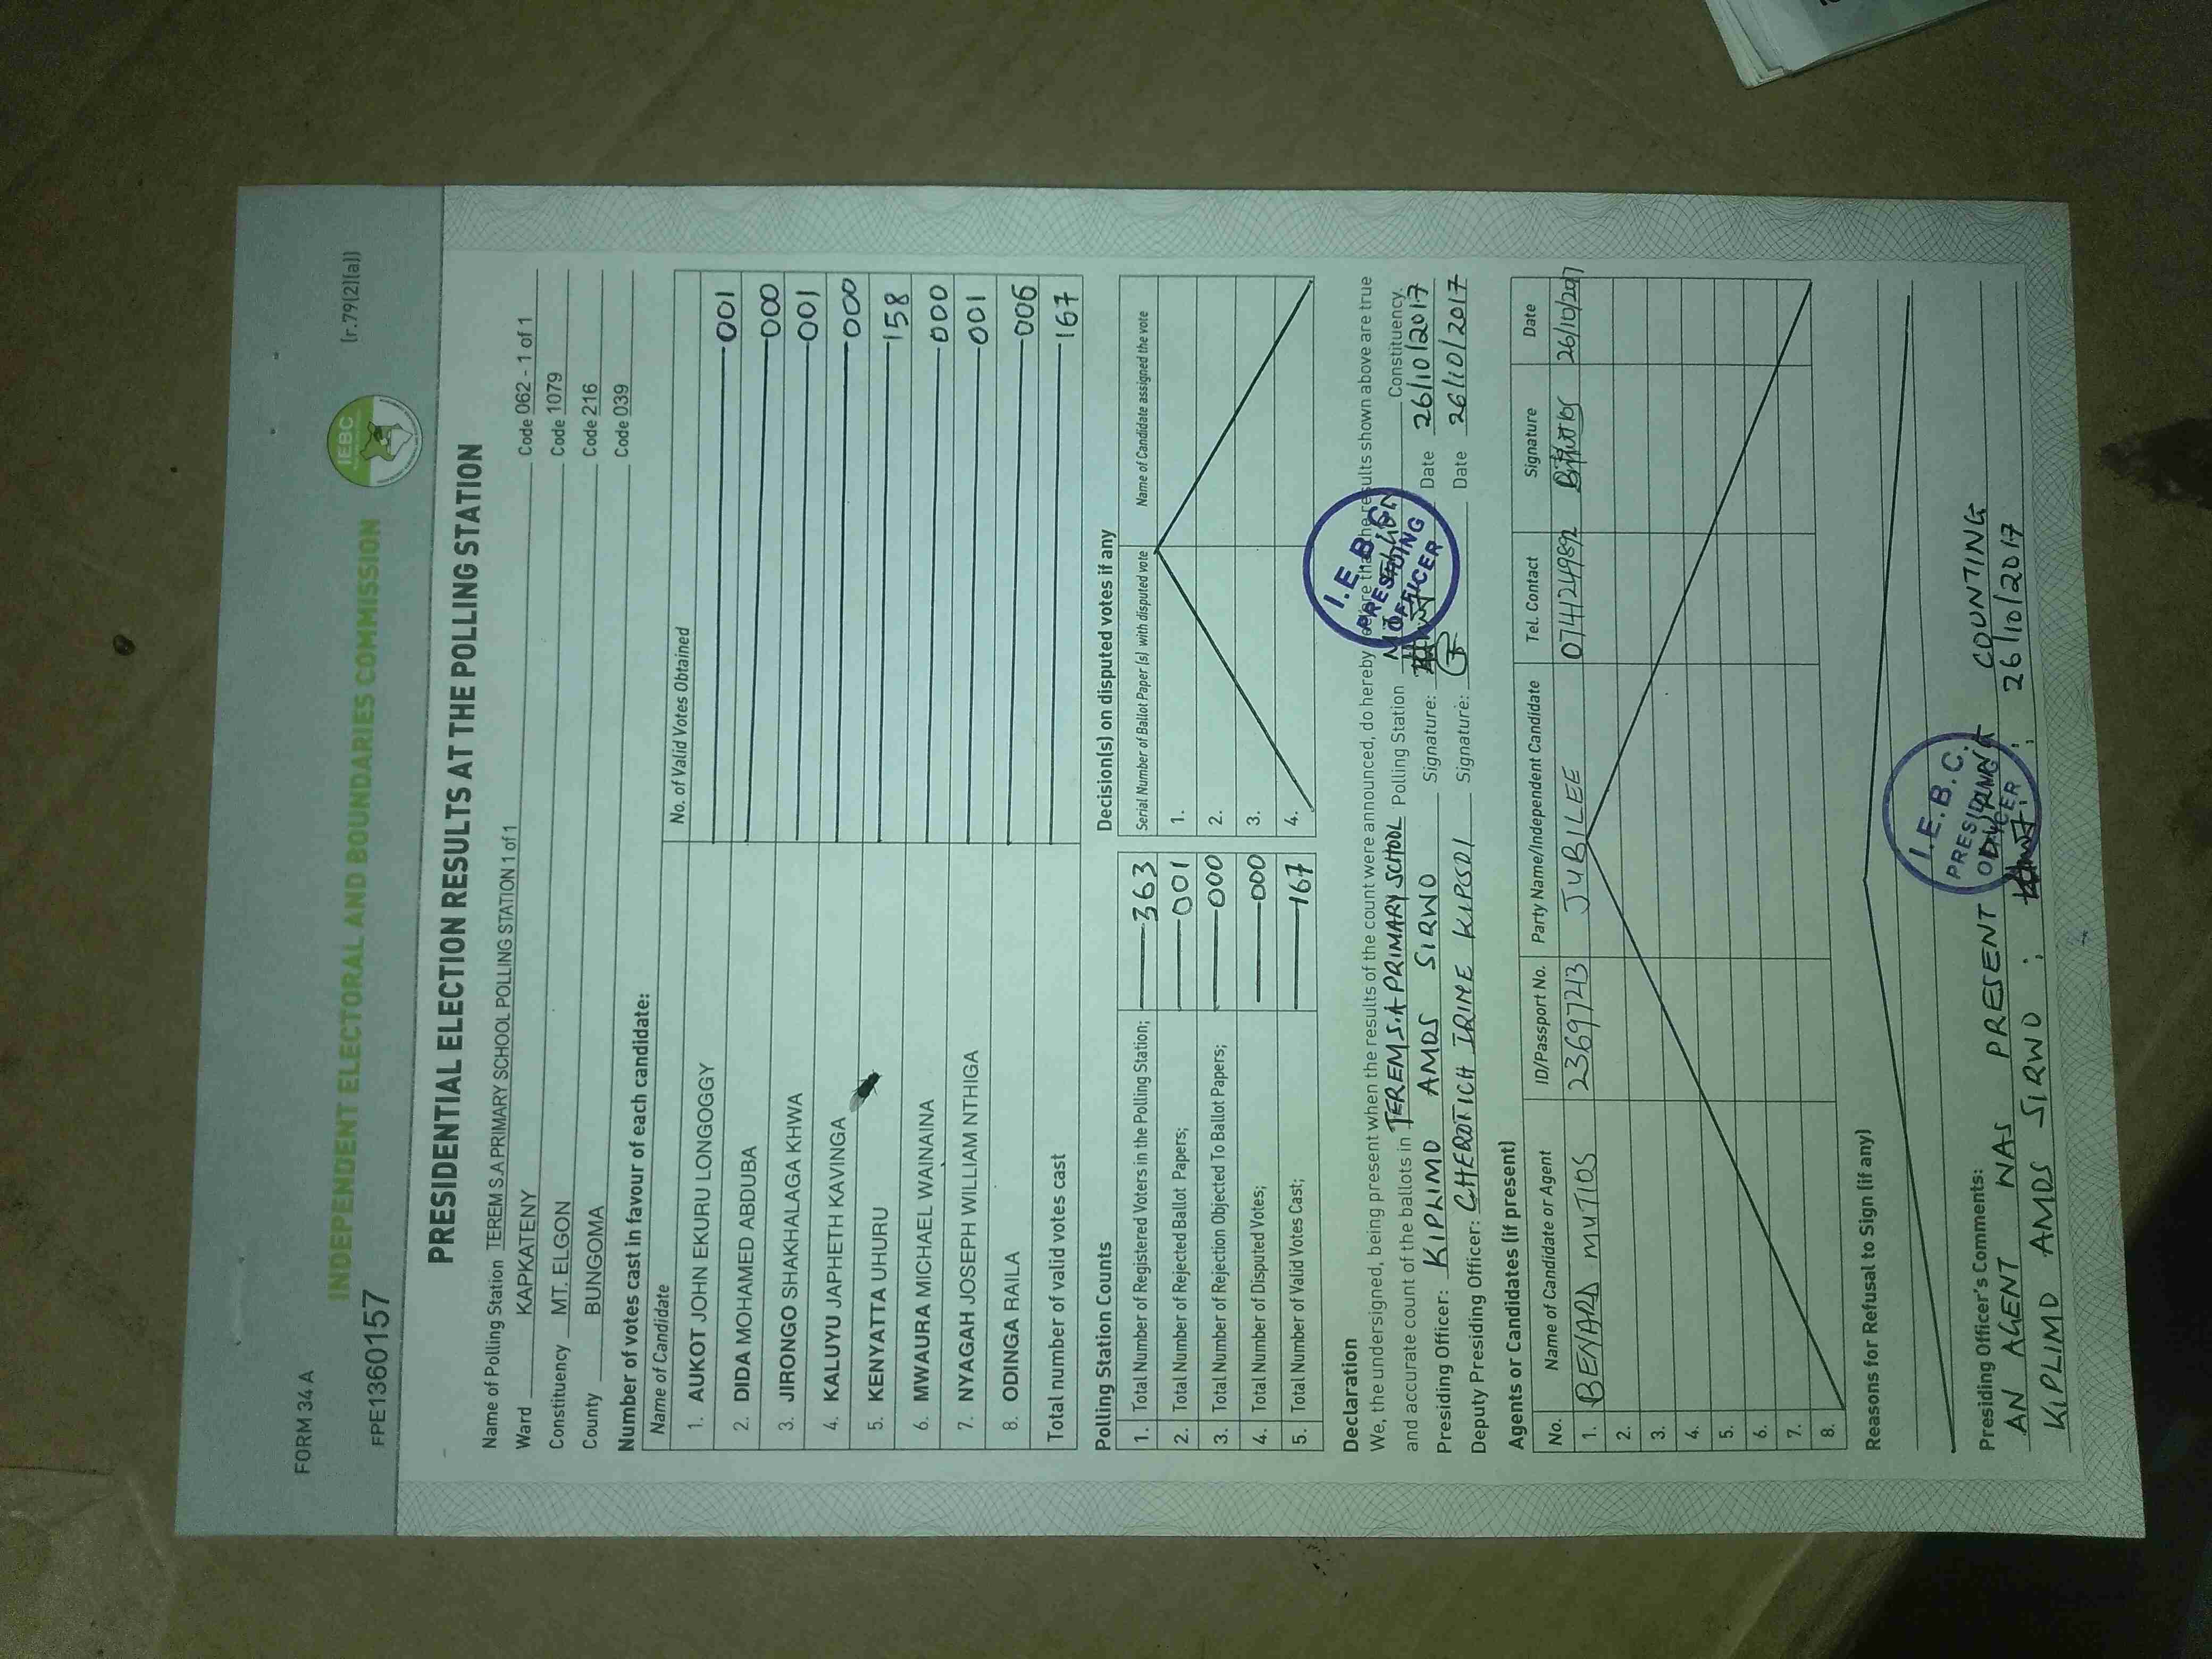 FORM 34 A
(r.79(2)(a))
INDEPENDENT ELECTORAL AND BOUNDARIES COMMISSION
IEBC
FPE1360157
PRESIDENTIAL ELECTION RESULTS AT THE POLLING STATION
Name of Polling Station TEREM S.A PRIMARY SCHOOL POLLING STATION 1 of 1 Code 062 - 1 of 1
Ward KAPKATENY Code 1079
Constituency MT. ELGON Code 216
County BUNGOMA Code 039
Number of votes cast in favour of each candidate:
Name of Candidate No. of Valid Votes Obtained
1. AUKOT JOHN EKURU LONGOGGY 001
2. DIDA MOHAMED ABDUBA 000
3. JIRONGO SHAKHALAGA KHWA 001
4. KALUYU JAPHETH KAVINGA 000
5. KENYATTA UHURU 158
6. MWAURA MICHAEL WAINAINA 000
7. NYAGAH JOSEPH WILLIAM NTHIGA 001
8. ODINGA RAILA 006
Total number of valid votes cast 167
Polling Station Counts
1. Total Number of Registered Voters in the Polling Station; 363
2. Total Number of Rejected Ballot Papers; 001
3. Total Number of Rejection Objected To Ballot Papers; 000
4. Total Number of Disputed Votes; 000
5. Total Number of Valid Votes Cast; 167
Decision(s) on disputed votes if any
Serial Number of Ballot Paper (s) with disputed vote Name of Candidate assigned the vote
1.
2.
3.
4.
Declaration
We, the undersigned, being present when the results of the count were announced, do hereby declare that the results shown above are true
and accurate count of the ballots in TEREM S.A PRIMARY SCHOOL Polling Station Constituency.
Presiding Officer: KIPLIMO AMOS SIRWO Signature: Date 26/10/2017
Deputy Presiding Officer: CHEROTICH IRINE KIPCSOI Signature: Date 26/10/2017
I.E.B.C.
PRESIDING
OFFICER
Agents or Candidates (if present)
No. Name of Candidate or Agent ID/Passport No. Party Name/Independent Candidate Tel. Contact Signature Date
1. BENARD MUTIOS 23697213 JUBILEE 07141249892 26/10/2017
2.
3.
4.
5.
6.
7.
8.
Reasons for Refusal to Sign (if any)
Presiding Officer's Comments:
AN AGENT WAS PRESENT DURING COUNTING
KIPLIMO AMOS SIRWO : : 26/10/2017
I.E.B.C.
PRESIDING
OFFICER